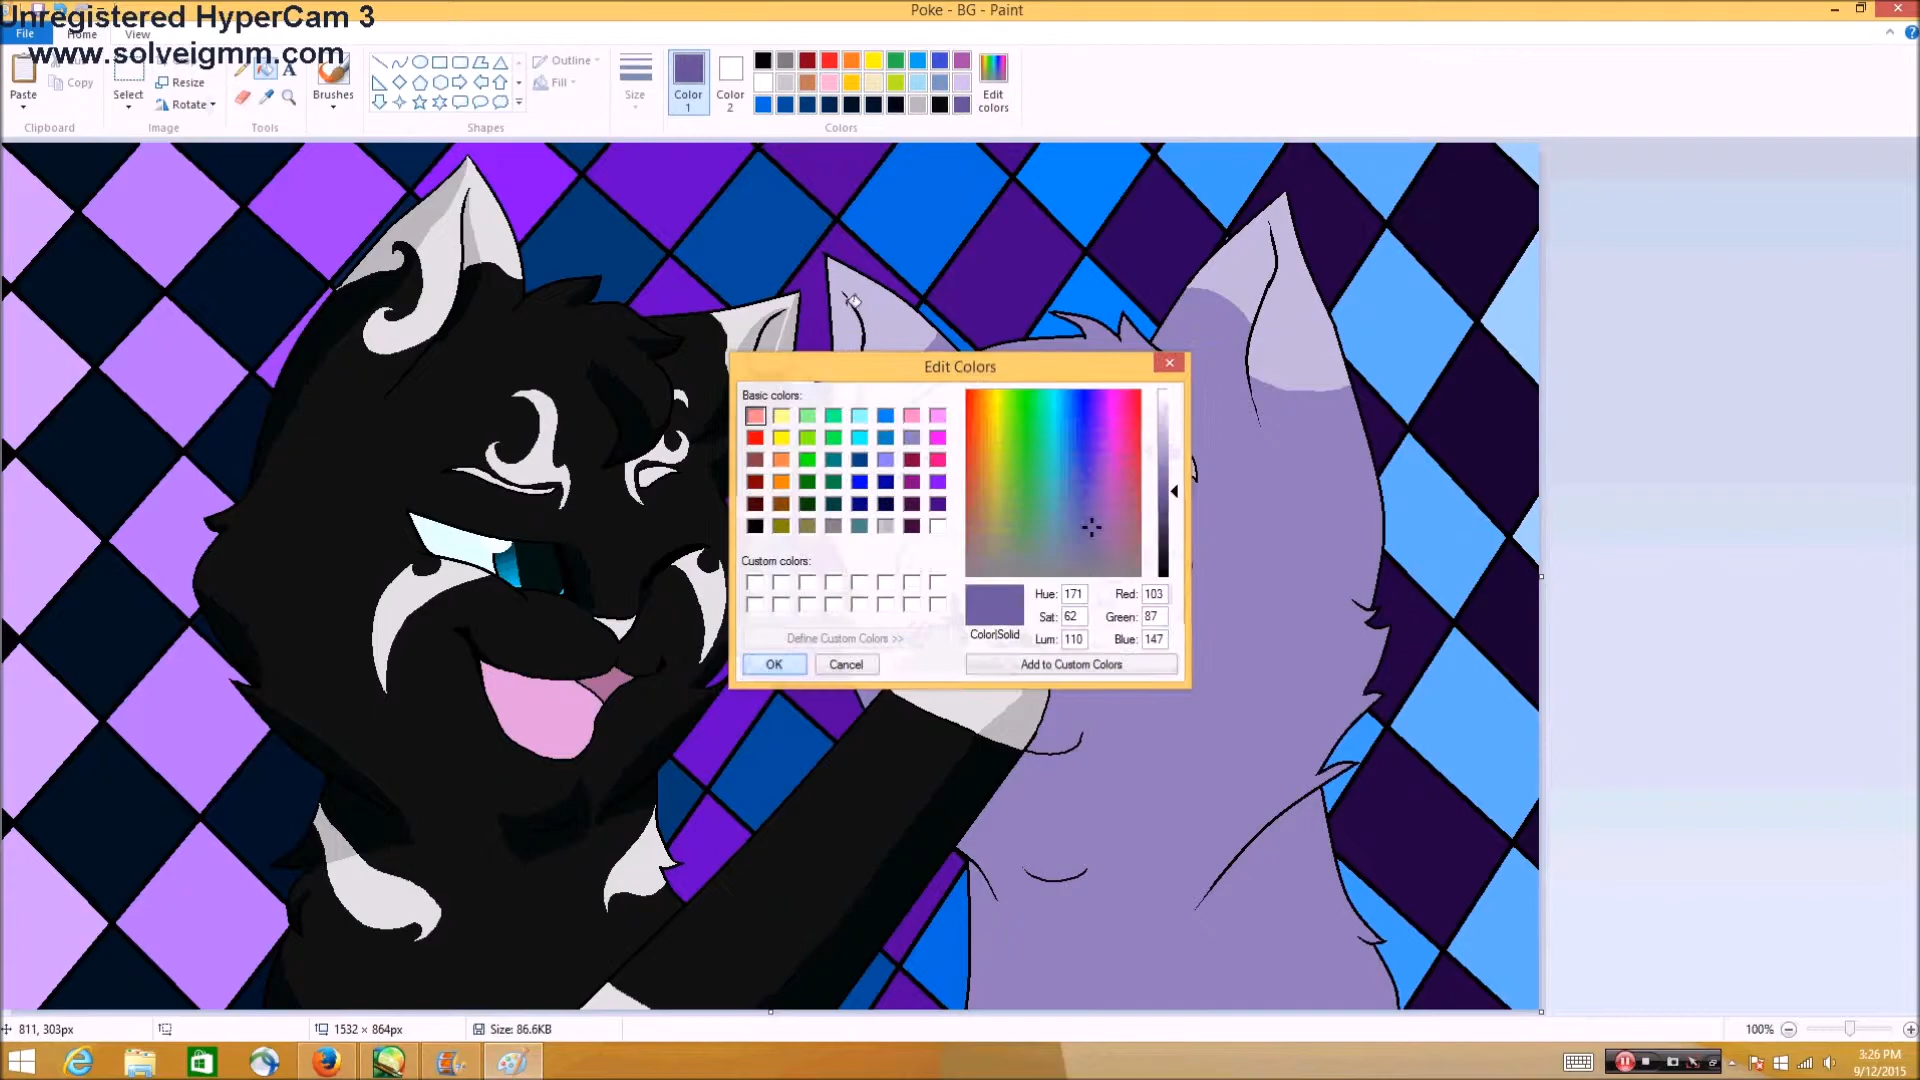 Unregistered HyperCam 3
www.solveigmm.com
Poke - BG - Paint
File
Home
View
Paste
Copy
Clipboard
Select
Resize
Rotate
Image
Tools
Brushes
Shapes
Outline
Fill
Size
Color 1
Color 2
Edit colors
Colors
Edit Colors
Basic colors:
Custom colors:
Define Custom Colors >>
OK
Cancel
Color|Solid
Hue: 171
Sat: 62
Lum: 110
Red: 103
Green: 87
Blue: 147
Add to Custom Colors
811, 303px
1532 × 864px
Size: 86.6KB
100%
3:26 PM
9/12/2015